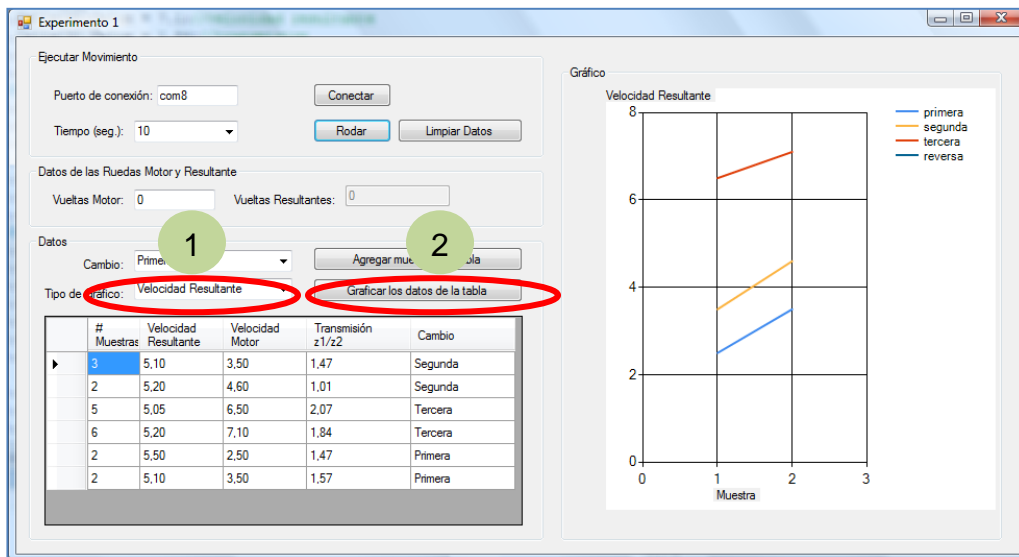 Experimento 1
Ejecutar Movimiento
Puerto de conexión: com8
Conectar
Tiempo (seg.): 10
Rodar
Limpiar Datos
Datos de las Ruedas Motor y Resultante
Vueltas Motor: 0
Vueltas Resultantes: 0
Datos
1
2
Cambio:
Agregar
Tipo de gráfico: Velocidad Resultante
Graficar los datos de la tabla
# Muestras Velocidad Resultante Velocidad Motor Transmisión z1/z2 Cambio
3 5,10 3,50 1,47 Segunda
2 5,20 4,60 1,01 Segunda
5 5,05 6,50 2,07 Tercera
6 5,20 7,10 1,84 Tercera
2 5,50 2,50 1,47 Primera
2 5,10 3,50 1,57 Primera
Gráfico
Velocidad Resultante
8
6
4
2
0
0 1 2 3
Muestra
primera
segunda
tercera
reversa